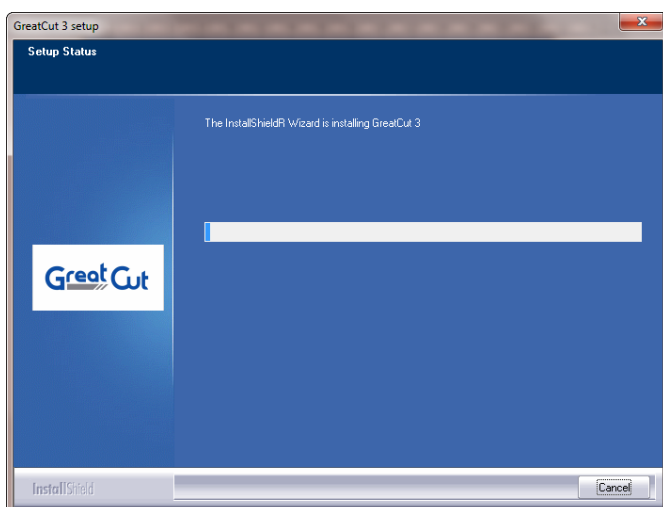 GreatCut 3 setup
Setup Status
The InstallShieldR Wizard is installing GreatCut 3
Great Cut
InstallShield
Cancel